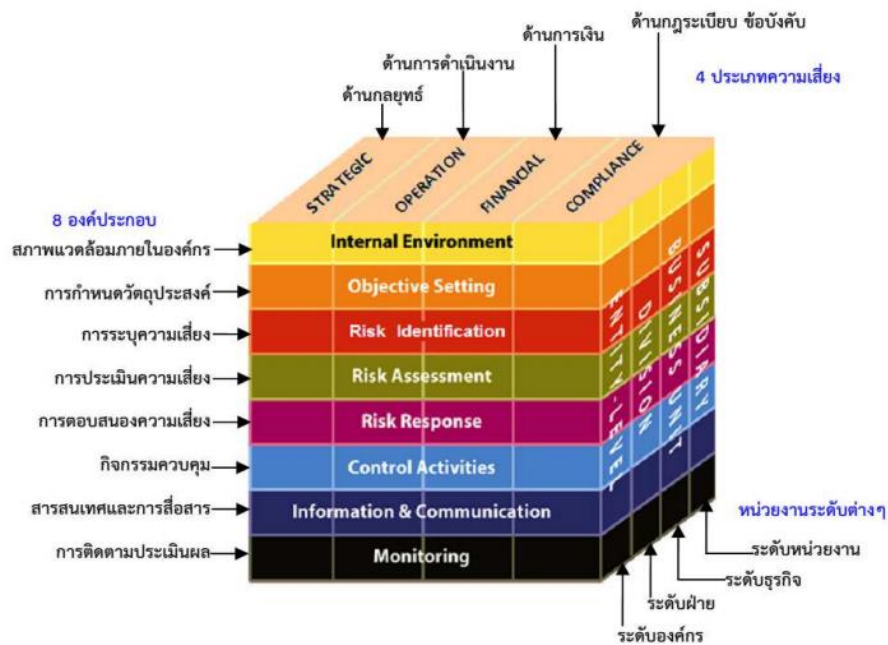 ด้านกฎระเบียบ ข้อบังคับ
ด้านการเงิน
ด้านการดำเนินงาน
ด้านกลยุทธ์
4 ประเภทความเสี่ยง
STRATEGIC
OPERATION
FINANCIAL
COMPLIANCE
8 องค์ประกอบ
สภาพแวดล้อมภายในองค์กร
Internal Environment
การกำหนดวัตถุประสงค์
Objective Setting
การระบุความเสี่ยง
Risk Identification
การประเมินความเสี่ยง
Risk Assessment
การตอบสนองความเสี่ยง
Risk Response
กิจกรรมควบคุม
Control Activities
สารสนเทศและการสื่อสาร
Information & Communication
การติดตามประเมินผล
Monitoring
ENTITY-LEVEL
DIVISION
BUSINESS UNIT
SUBSIDIARY
หน่วยงานระดับต่างๆ
ระดับหน่วยงาน
ระดับธุรกิจ
ระดับฝ่าย
ระดับองค์กร